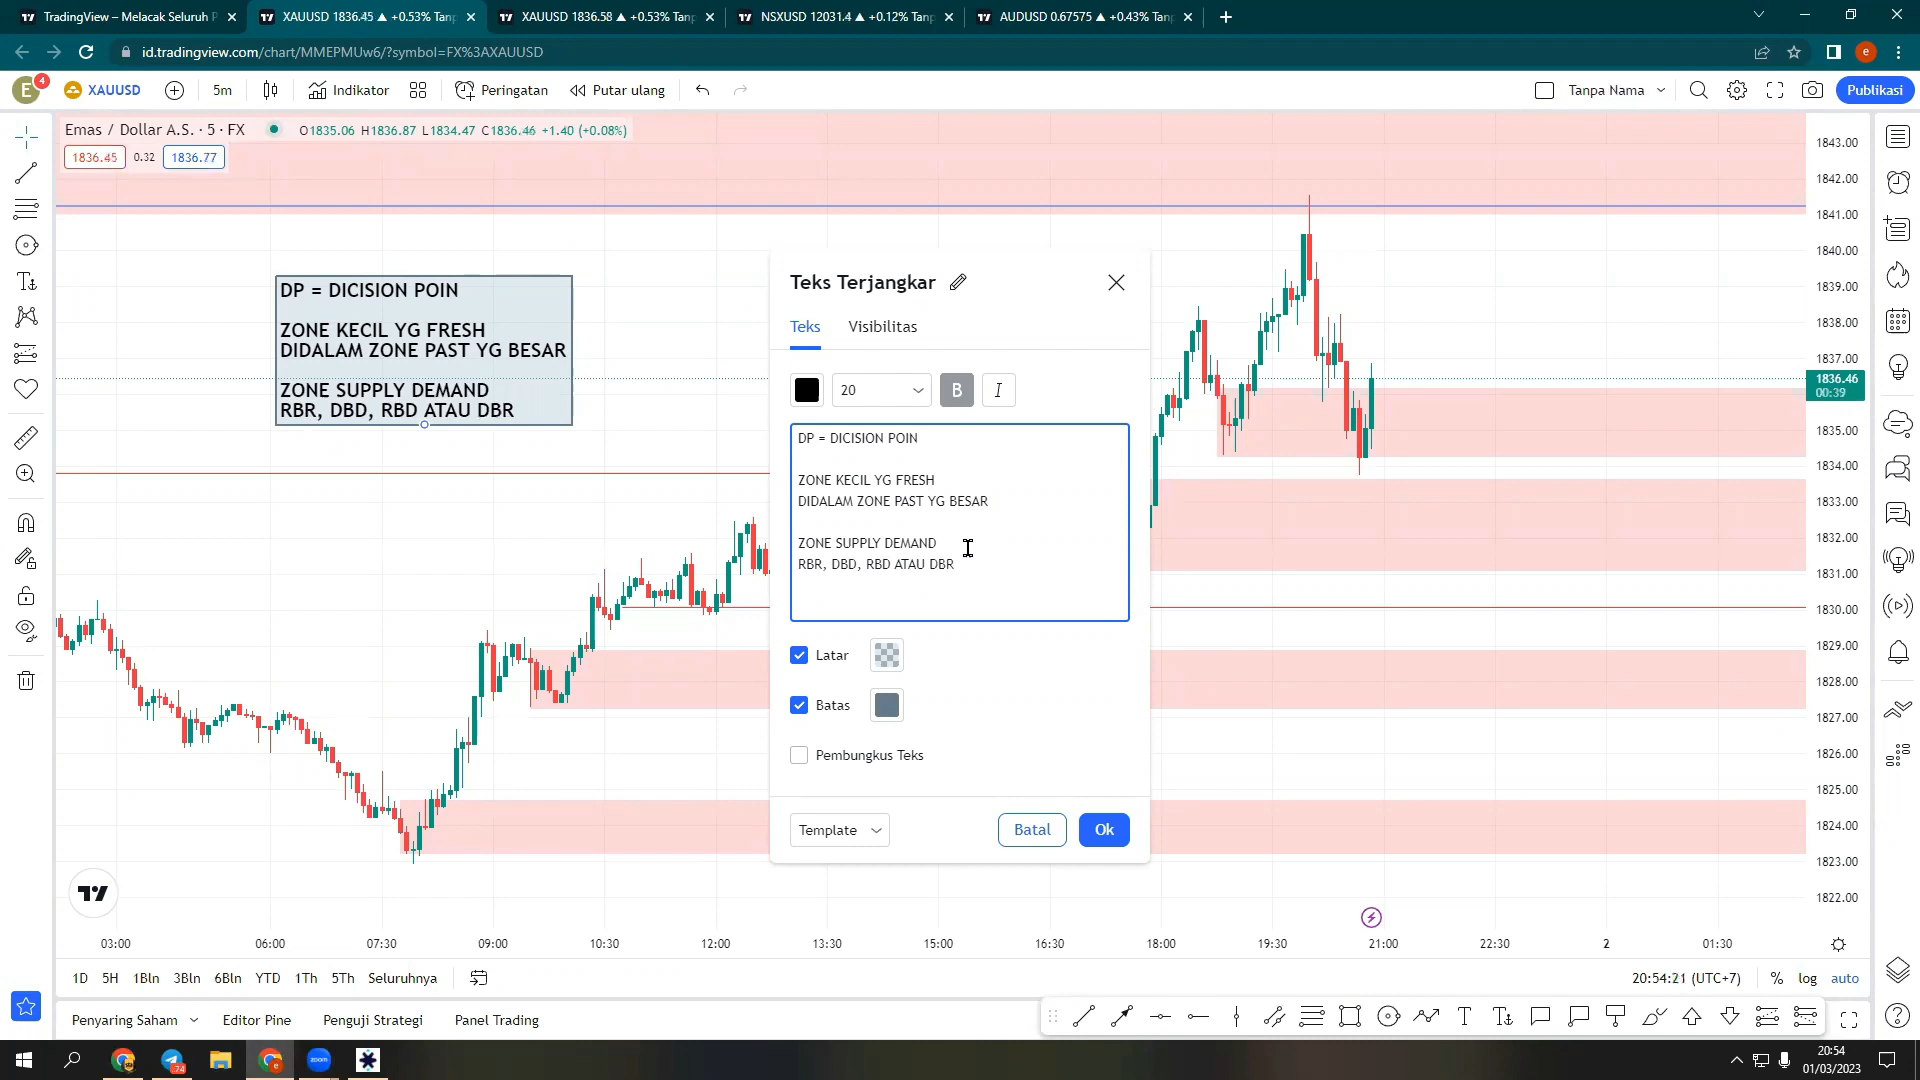 TradingView — Melacak Seluruh P
XAUUSD 1836.45 ▲ +0.53% Tanp
XAUUSD 1836.58 ▲ +0.53% Tanp
NSXUSD 12031.4 ▲ +0.12% Tanp
AUDUSD 0.67575 ▲ +0.43% Tanp
id.tradingview.com/chart/MMEPMUw6/?symbol=FX%3AXAUUSD
e
E
4
XAUUSD
5m
Indikator
Peringatan
Putar ulang
Tanpa Nama
Publikasi
Emas / Dollar A.S. · 5 · FX
O1835.06 H1836.87 L1834.47 C1836.46 +1.40 (+0.08%)
1836.45 0.32 1836.77
DP = DICISION POIN
ZONE KECIL YG FRESH
DIDALAM ZONE PAST YG BESAR
ZONE SUPPLY DEMAND
RBR, DBD, RBD ATAU DBR
Teks Terjangkar
Teks Visibilitas
20 B I
DP = DICISION POIN
ZONE KECIL YG FRESH
DIDALAM ZONE PAST YG BESAR
ZONE SUPPLY DEMAND
RBR, DBD, RBD ATAU DBR
Latar
Batas
Pembungkus Teks
Template Batal Ok
1843.00
1842.00
1841.00
1840.00
1839.00
1838.00
1837.00
1836.46
00:39
1835.00
1834.00
1833.00
1832.00
1831.00
1830.00
1829.00
1828.00
1827.00
1826.00
1825.00
1824.00
1823.00
1822.00
03:00 06:00 07:30 09:00 10:30 12:00 13:30 15:00 16:30 18:00 19:30 21:00 22:30 2 01:30
1D 5H 1Bln 3Bln 6Bln YTD 1Th 5Th Seluruhnya
20:54:21 (UTC+7) % log auto
Penyaring Saham Editor Pine Penguji Strategi Panel Trading
zoom
74
20:54
01/03/2023